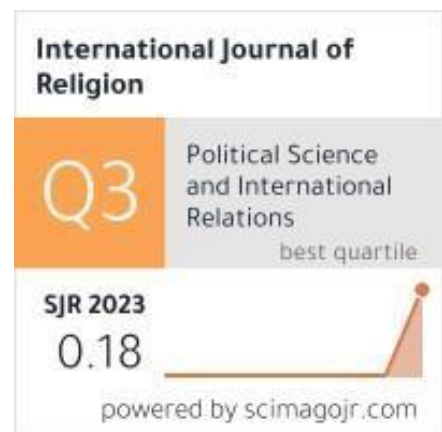 International Journal of
Religion
Q3
Political Science
and International
Relations
best quartile
SJR 2023
0.18
powered by scimagojr.com